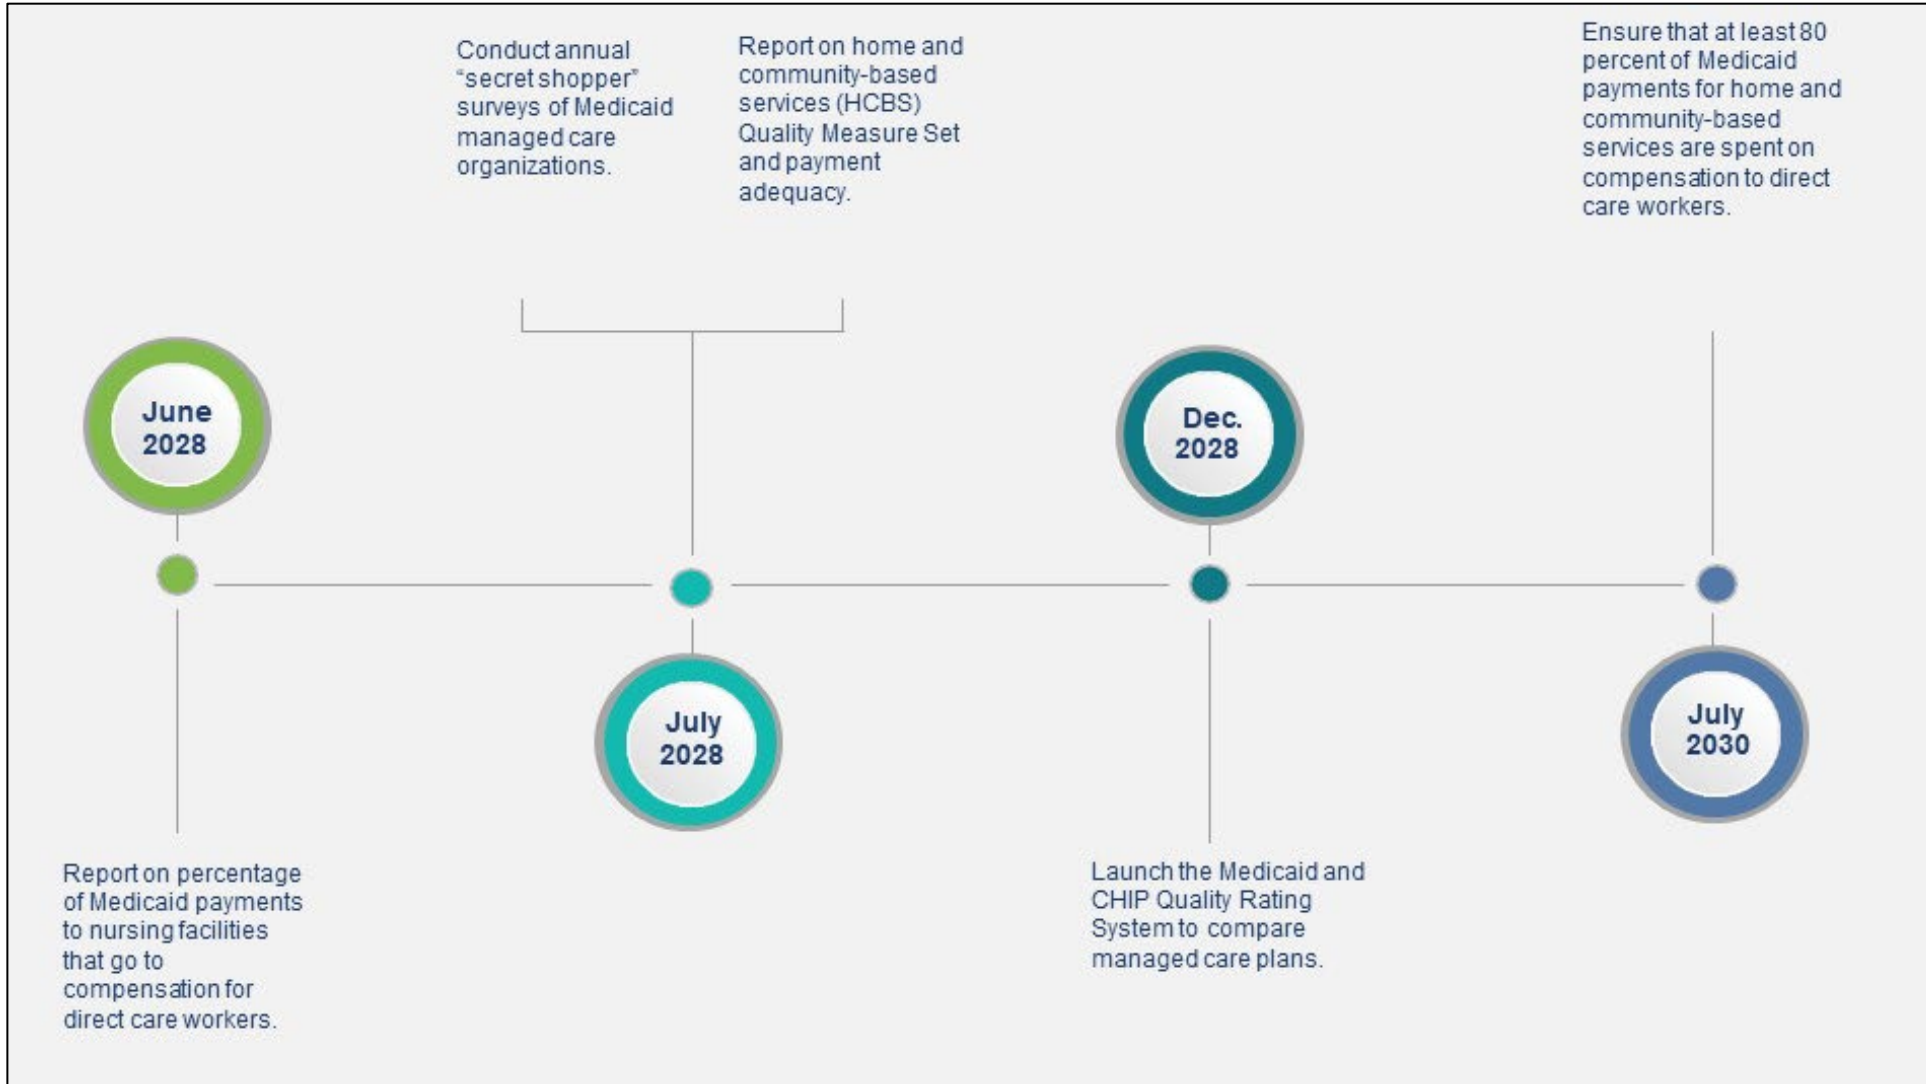 Conduct annual
“secret shopper”
surveys of Medicaid
managed care
organizations.
Report on home and
community-based
services (HCBS)
Quality Measure Set
and payment
adequacy.
Ensure that at least 80
percent of Medicaid
payments for home and
community-based
services are spent on
compensation to direct
care workers.
June
2028
Dec.
2028
July
2028
July
2030
Report on percentage
of Medicaid payments
to nursing facilities
that go to
compensation for
direct care workers.
Launch the Medicaid and
CHIP Quality Rating
System to compare
managed care plans.